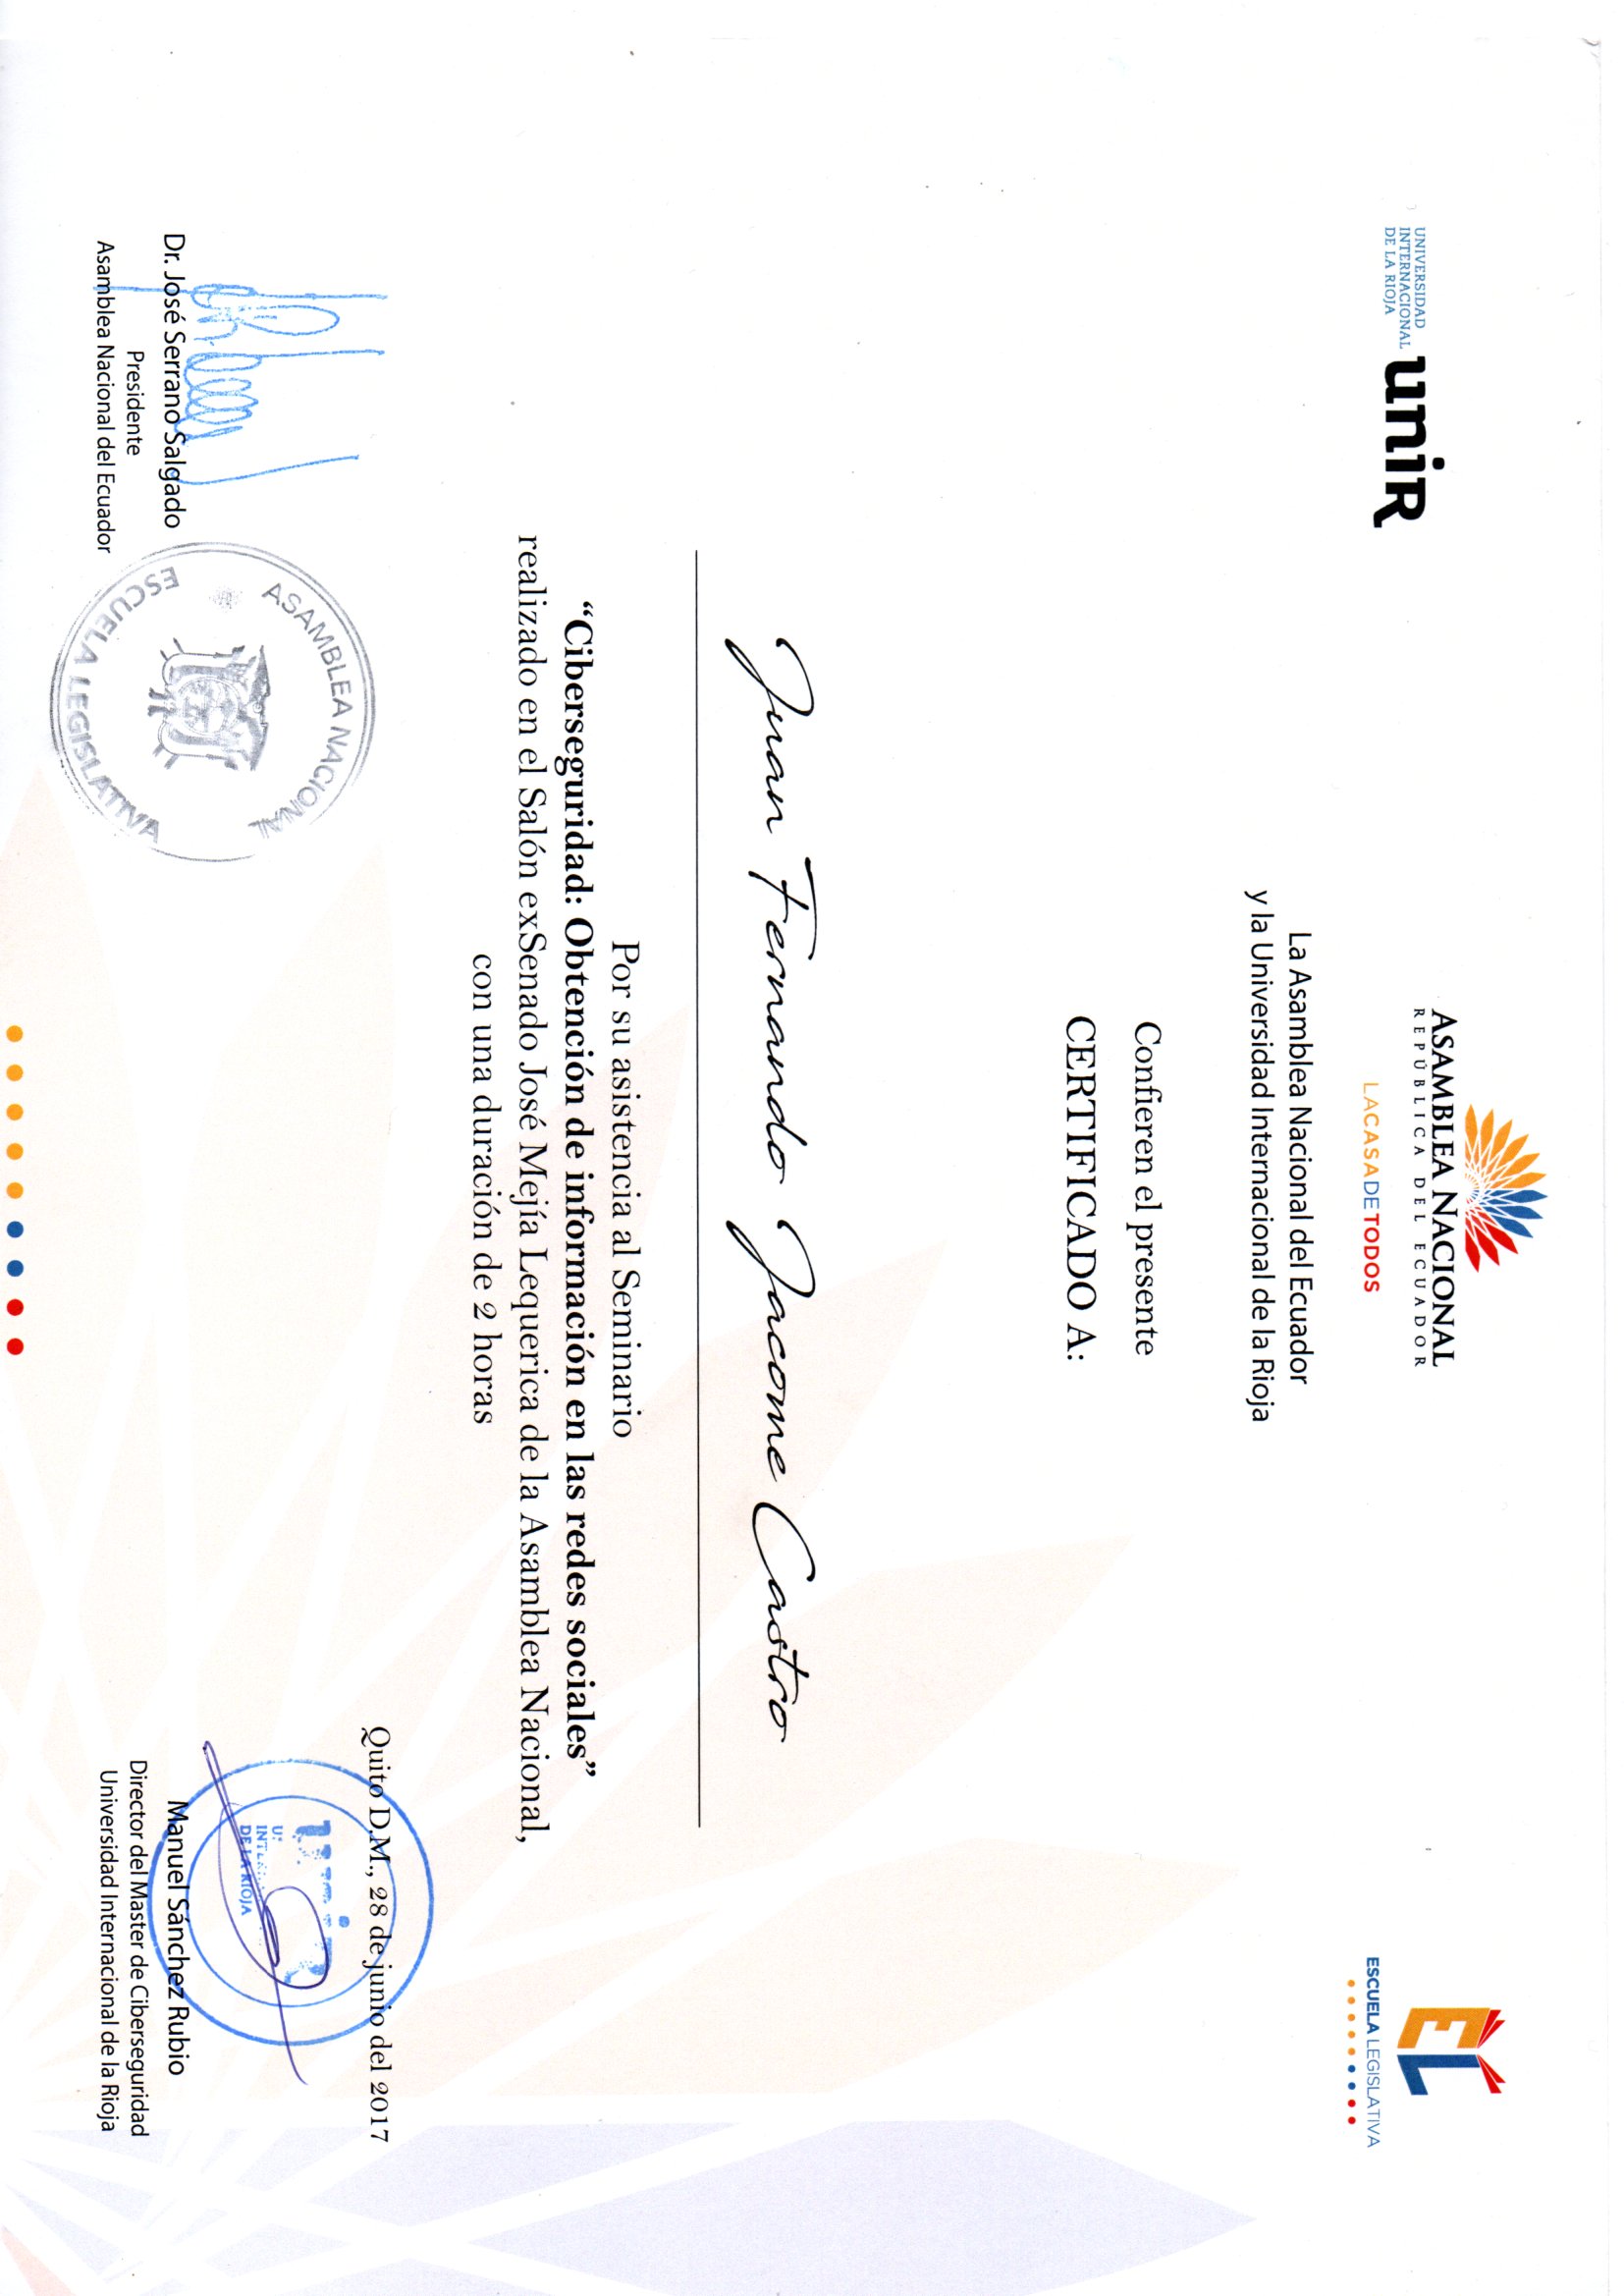 UNIVERSIDAD
INTERNACIONAL
DE LA RIOJA
unir
ASAMBLEA NACIONAL
REPÚBLICA DEL ECUADOR
LACASADETODOS
EL
ESCUELA LEGISLATIVA
La Asamblea Nacional del Ecuador
y la Universidad Internacional de la Rioja
Confieren el presente
CERTIFICADO A:
Juan Fernando Jacome Castro
Por su asistencia al Seminario
“Ciberseguridad: Obtención de información en las redes sociales”
realizado en el Salón exSenado José Mejía Lequerica de la Asamblea Nacional,
con una duración de 2 horas
Quito D.M., 28 de junio del 2017
ASAMBLEA NACIONAL
ESCUELA LEGISLATIVA
unir
DE LA RIOJA
Dr. José Serrano Salgado
Presidente
Asamblea Nacional del Ecuador
Manuel Sánchez Rubio
Director del Master de Ciberseguridad
Universidad Internacional de la Rioja